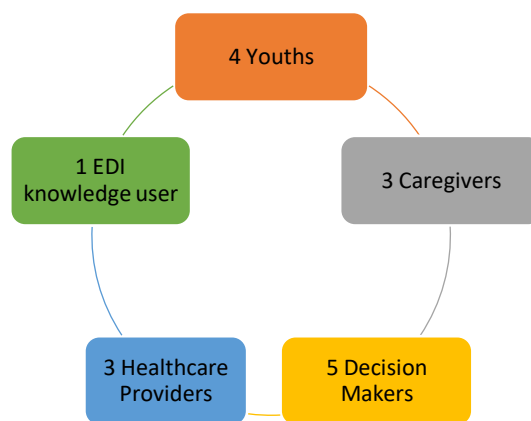 4 Youths
3 Caregivers
5 Decision
Makers
3 Healthcare
Providers
1 EDI
knowledge user